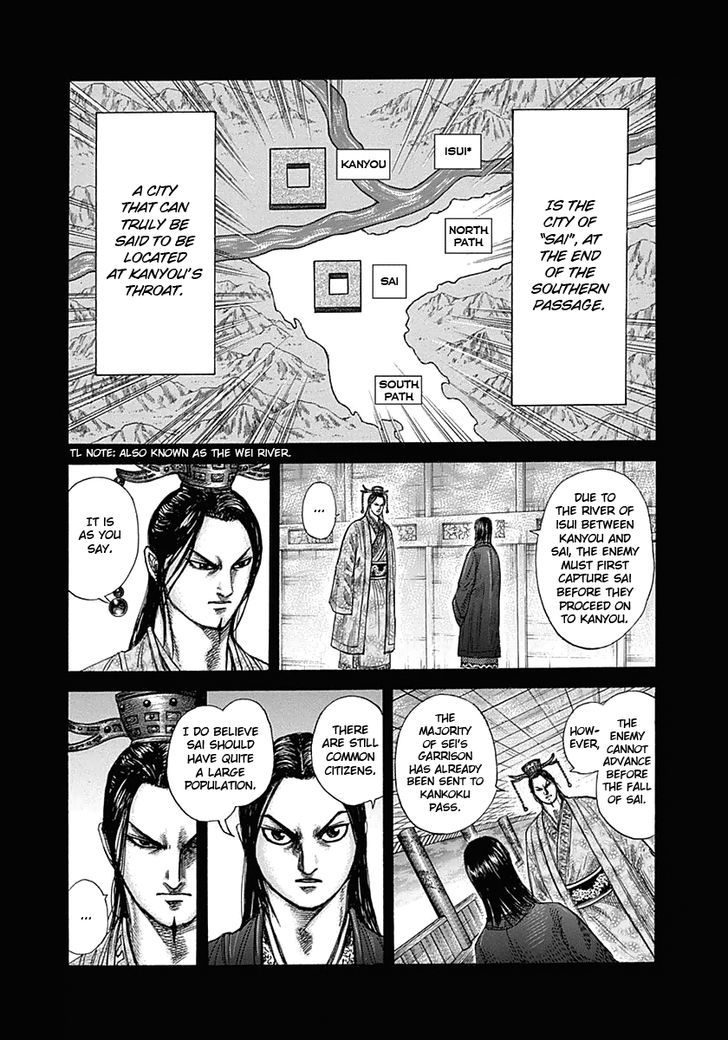 IS THE
CITY OF
"SAI", AT
THE END
OF THE
SOUTHERN
PASSAGE.
ISUI*
KANYOU
NORTH
PATH
SAI
SOUTH
PATH
A CITY
THAT CAN
TRULY BE
SAID TO BE
LOCATED
AT KANYOU'S
THROAT.
TL NOTE: ALSO KNOWN AS THE WEI RIVER.
DUE TO
THE RIVER OF
ISUI BETWEEN
KANYOU AND
SAI, THE ENEMY
MUST FIRST
CAPTURE SAI
BEFORE THEY
PROCEED ON
TO KANYOU.
...
IT IS
AS YOU
SAY.
THE
ENEMY
CANNOT
ADVANCE
BEFORE
THE FALL
OF SAI.
HOW-
EVER,
THE
MAJORITY
OF SEI'S
GARRISON
HAS ALREADY
BEEN SENT TO
KANKOKU
PASS.
THERE
ARE STILL
COMMON
CITIZENS.
I DO BELIEVE
SAI SHOULD
HAVE QUITE
A LARGE
POPULATION.
...